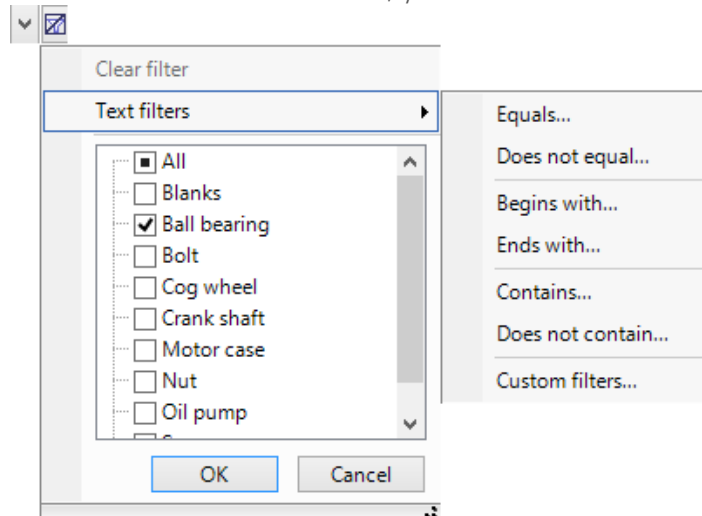 Clear filter
Text filters
All
Blanks
Ball bearing
Bolt
Cog wheel
Crank shaft
Motor case
Nut
Oil pump
OK
Cancel
Equals...
Does not equal...
Begins with...
Ends with...
Contains...
Does not contain...
Custom filters...